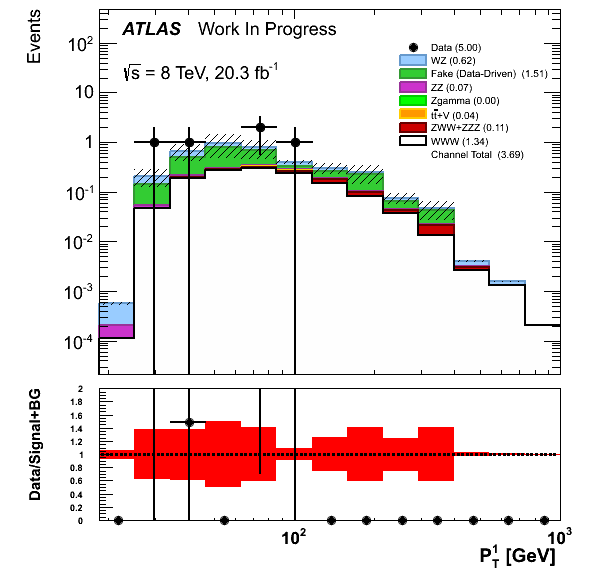 Events
10²
10
1
10⁻¹
10⁻²
10⁻³
10⁻⁴
ATLAS Work In Progress
√s = 8 TeV, 20.3 fb⁻¹
Data (5.00)
WZ (0.62)
Fake (Data-Driven) (1.51)
ZZ (0.07)
Zgamma (0.00)
tt̄+V (0.04)
ZWW+ZZZ (0.11)
WWW (1.34)
Channel Total (3.69)
Data/Signal+BG
2
1.8
1.6
1.4
1.2
1
0.8
0.6
0.4
0.2
0
10²
10³
P_T^1 [GeV]